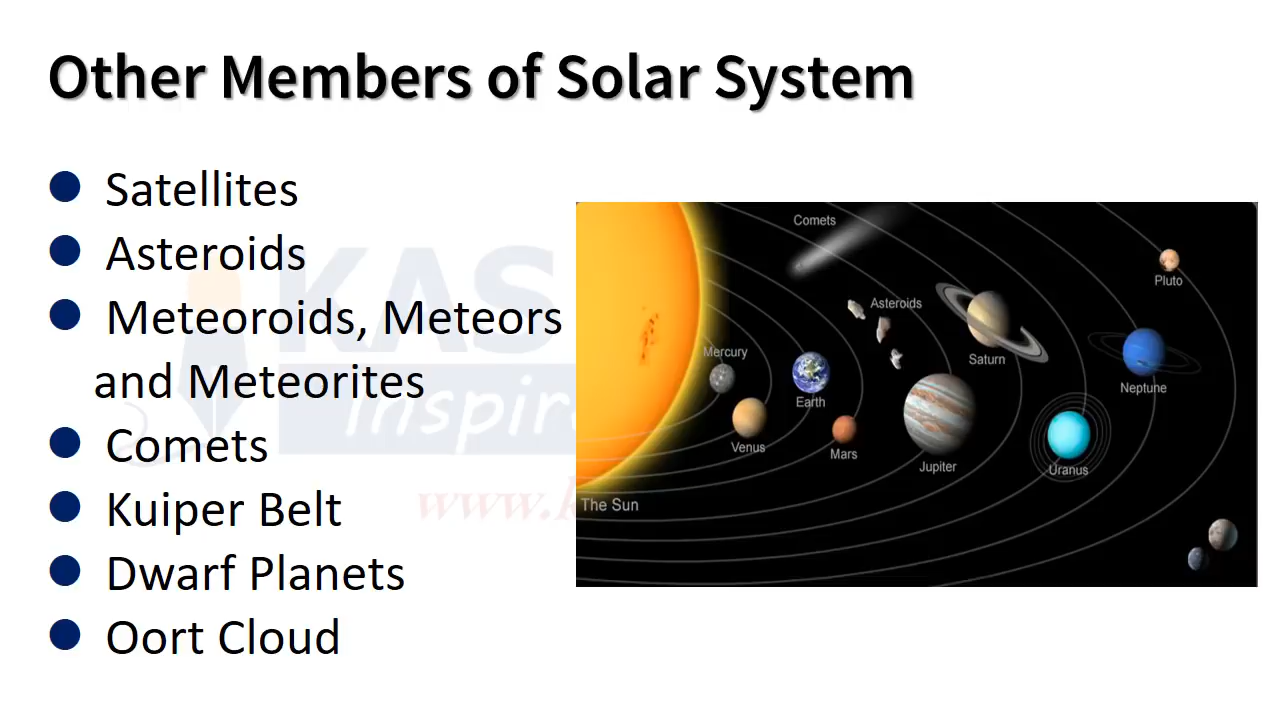 Other Members of Solar System
● Satellites
● Asteroids
● Meteoroids, Meteors
and Meteorites
● Comets
● Kuiper Belt
● Dwarf Planets
● Oort Cloud
KAS
Comets
Pluto
Asteroids
Saturn
Mercury
Neptune
Earth
Venus
Mars
Jupiter
Uranus
The Sun